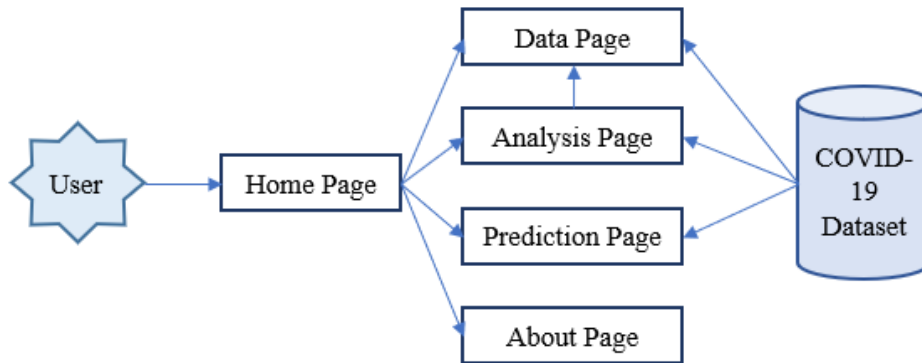 User
Home Page
Data Page
Analysis Page
Prediction Page
About Page
COVID-
19
Dataset